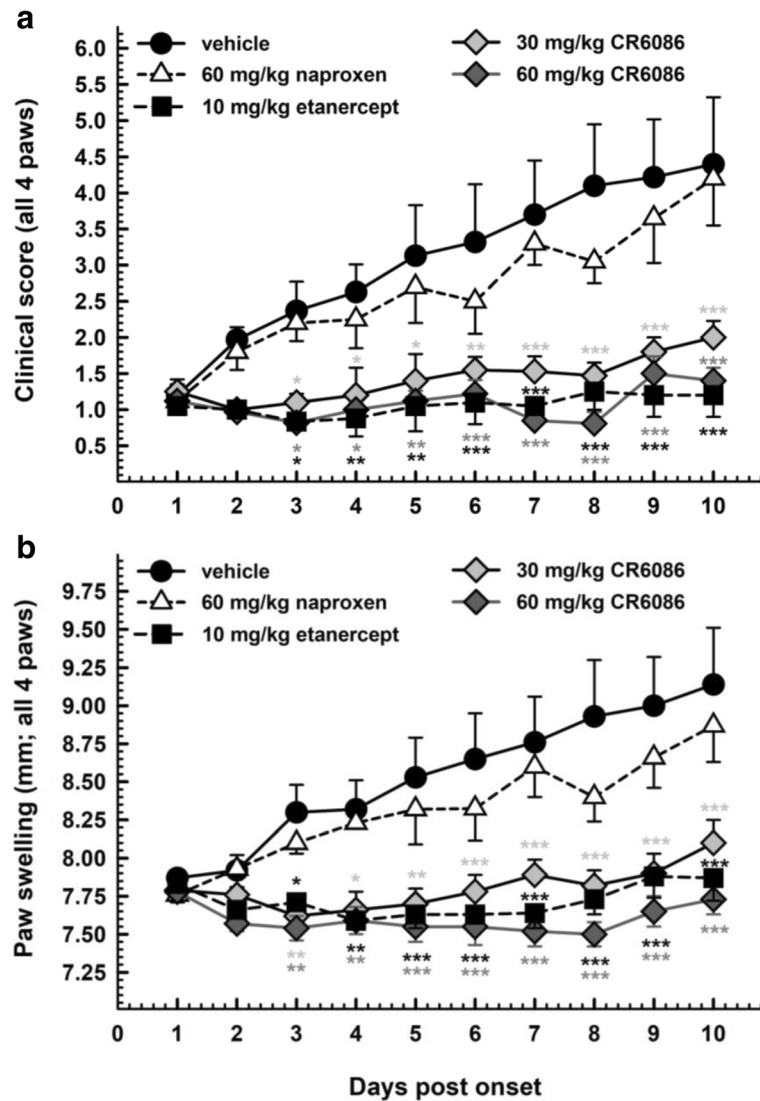 a
vehicle
60 mg/kg naproxen
10 mg/kg etanercept
30 mg/kg CR6086
60 mg/kg CR6086
Clinical score (all 4 paws)
6.0
5.5
5.0
4.5
4.0
3.5
3.0
2.5
2.0
1.5
1.0
0.5
*** 
*** *** *** *** 
* * * ** *** ***
*** 
* * ** *** *** *** *** 
* ** ** *** *** *** ***
0 1 2 3 4 5 6 7 8 9 10
b
vehicle
60 mg/kg naproxen
10 mg/kg etanercept
30 mg/kg CR6086
60 mg/kg CR6086
Paw swelling (mm; all 4 paws)
9.75
9.50
9.25
9.00
8.75
8.50
8.25
8.00
7.75
7.50
7.25
***
* * ** *** *** *** ***
*** ***
** ** *** *** *** *** *** ***
** ** *** *** *** ***
0 1 2 3 4 5 6 7 8 9 10
Days post onset